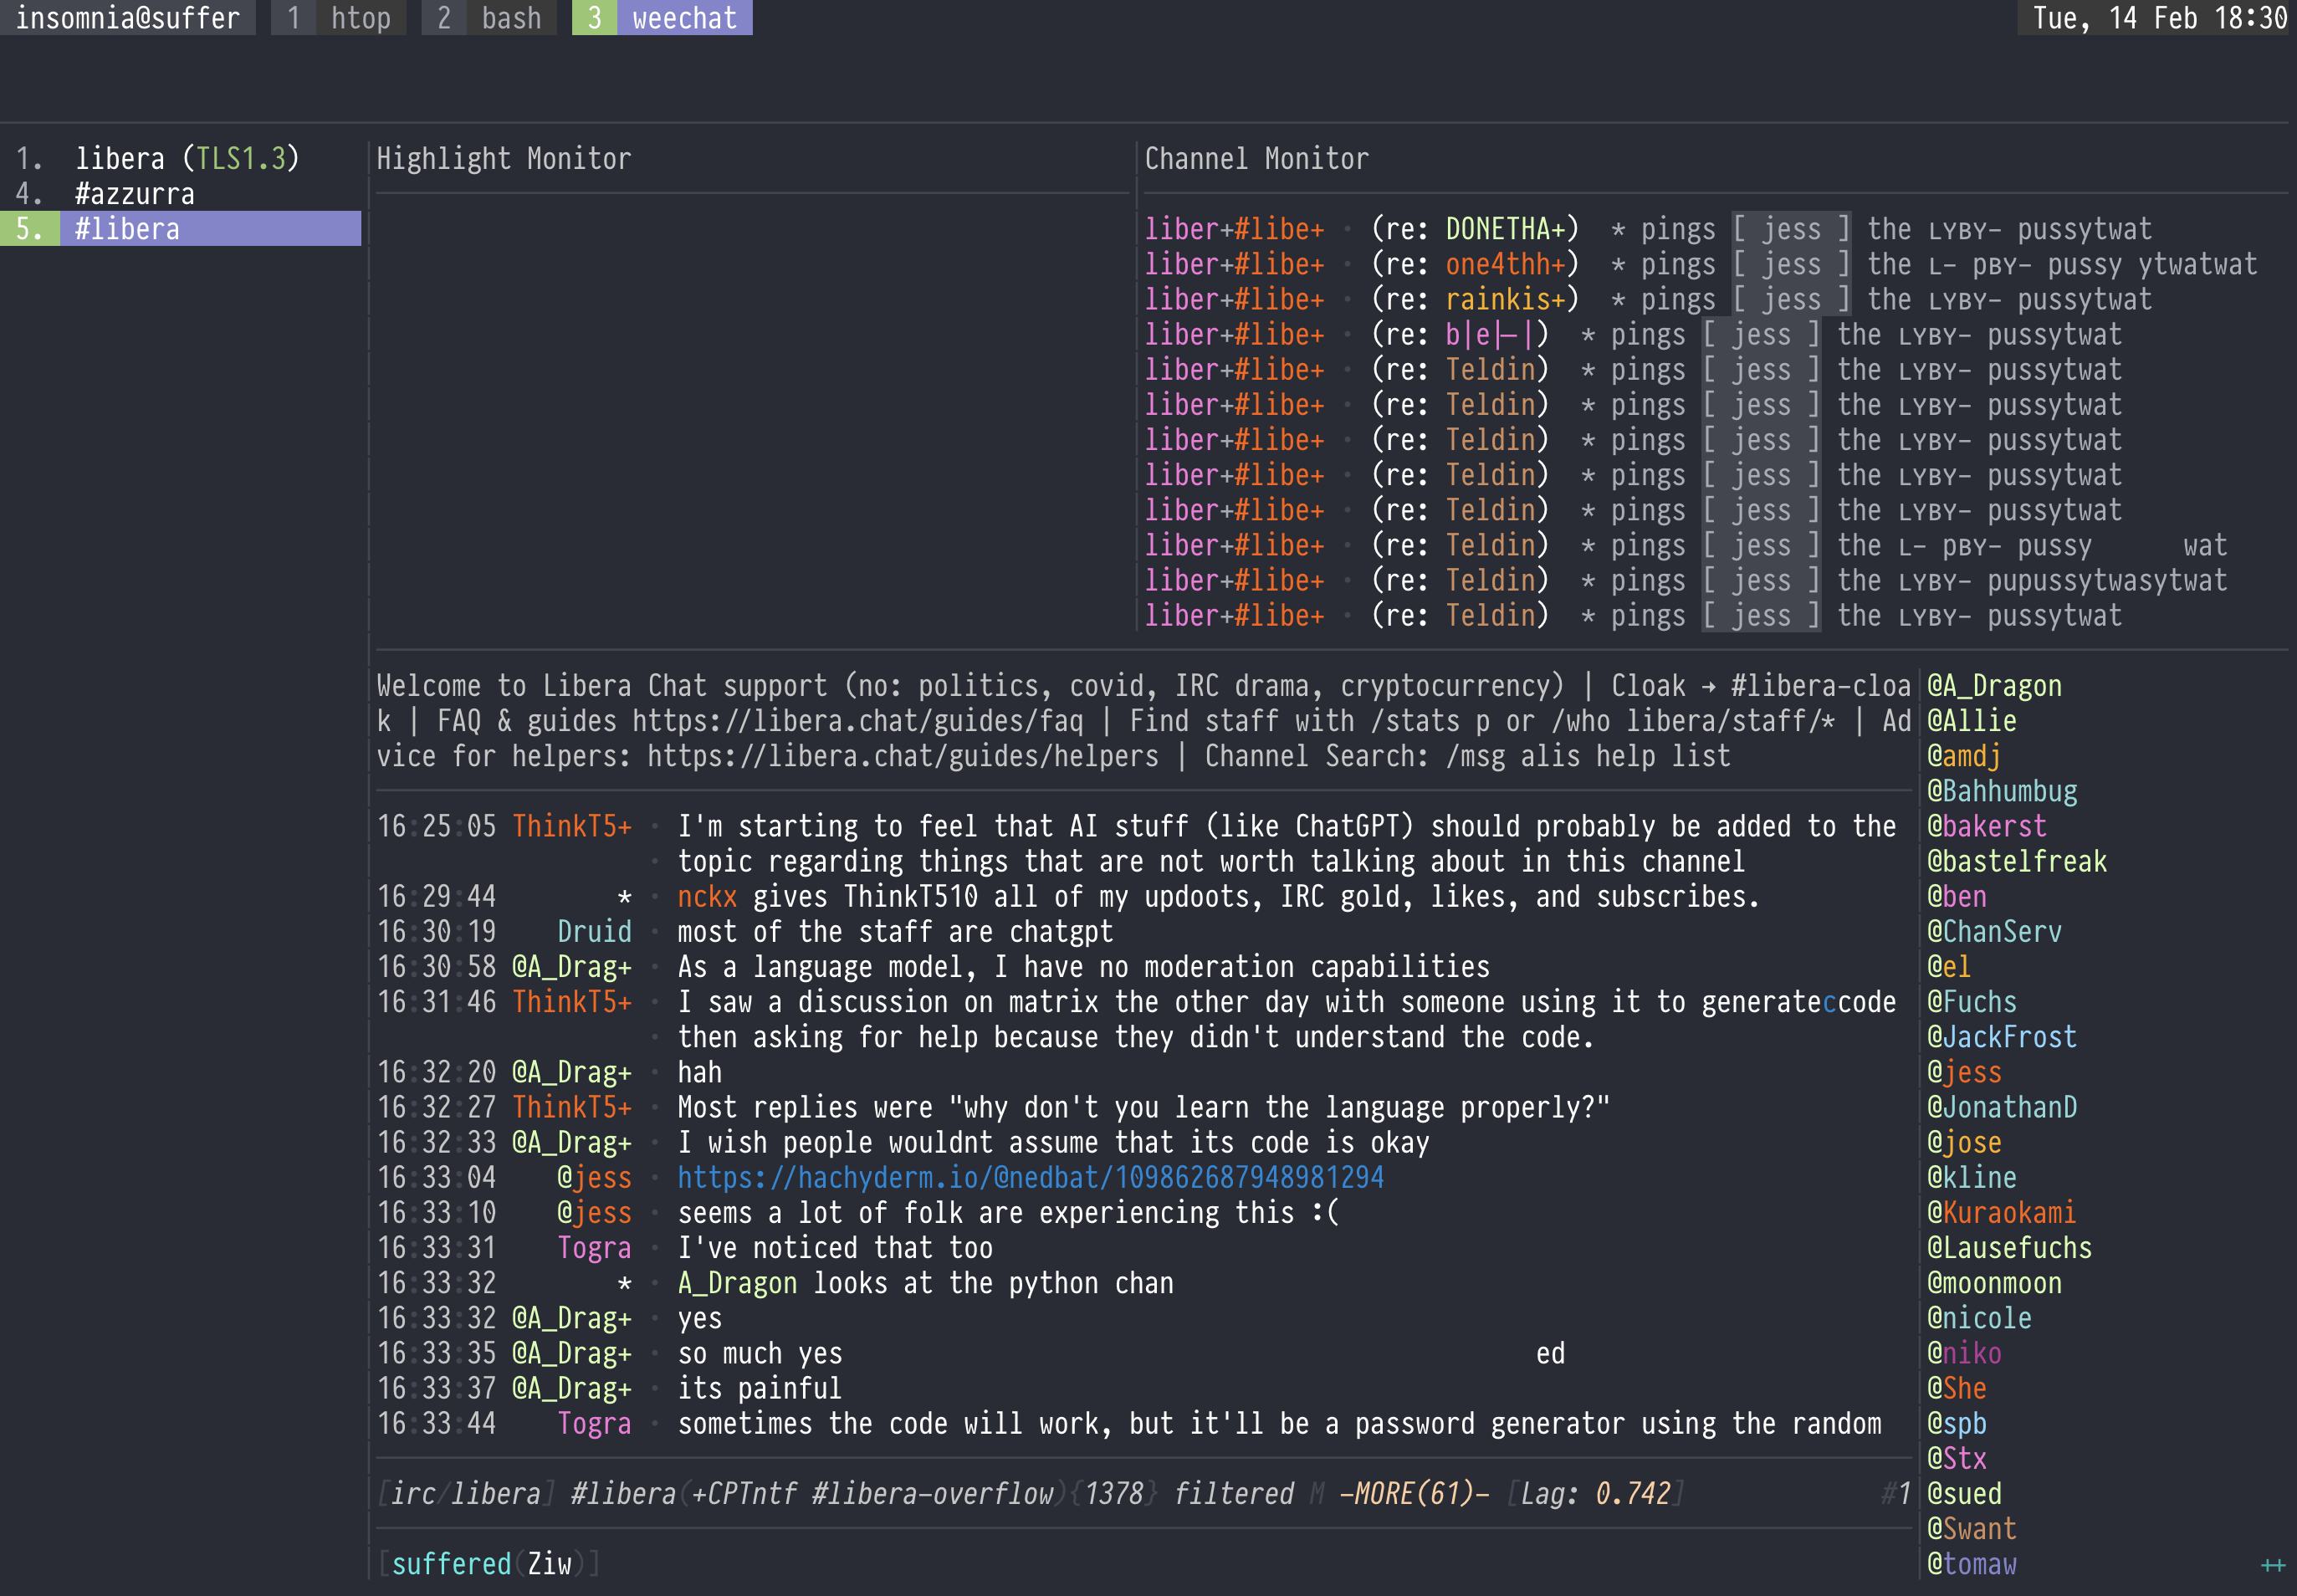 insomnia@suffer 1 htop 2 bash 3 weechat Tue, 14 Feb 18:30
1. libera (TLS1.3)
4. #azzurra
5. #libera
Highlight Monitor
Channel Monitor
liber+#libe+ · (re: DONETHA+) * pings [ jess ] the ʟʏʙʏ– pussytwat
liber+#libe+ · (re: one4thh+) * pings [ jess ] the ʟ– pʙʏ– pussy ytwatwat
liber+#libe+ · (re: rainkis+) * pings [ jess ] the ʟʏʙʏ– pussytwat
liber+#libe+ · (re: b|e|–|) * pings [ jess ] the ʟʏʙʏ– pussytwat
liber+#libe+ · (re: Teldin) * pings [ jess ] the ʟʏʙʏ– pussytwat
liber+#libe+ · (re: Teldin) * pings [ jess ] the ʟʏʙʏ– pussytwat
liber+#libe+ · (re: Teldin) * pings [ jess ] the ʟʏʙʏ– pussytwat
liber+#libe+ · (re: Teldin) * pings [ jess ] the ʟʏʙʏ– pussytwat
liber+#libe+ · (re: Teldin) * pings [ jess ] the ʟʏʙʏ– pussytwat
liber+#libe+ · (re: Teldin) * pings [ jess ] the ʟ– pʙʏ– pussy wat
liber+#libe+ · (re: Teldin) * pings [ jess ] the ʟʏʙʏ– pupussytwasytwat
liber+#libe+ · (re: Teldin) * pings [ jess ] the ʟʏʙʏ– pussytwat
Welcome to Libera Chat support (no: politics, covid, IRC drama, cryptocurrency) | Cloak → #libera-cloa
k | FAQ & guides https://libera.chat/guides/faq | Find staff with /stats p or /who libera/staff/* | Ad
vice for helpers: https://libera.chat/guides/helpers | Channel Search: /msg alis help list
16:25:05 ThinkT5+ · I'm starting to feel that AI stuff (like ChatGPT) should probably be added to the
· topic regarding things that are not worth talking about in this channel
16:29:44 * · nckx gives ThinkT510 all of my updoots, IRC gold, likes, and subscribes.
16:30:19 Druid · most of the staff are chatgpt
16:30:58 @A_Drag+ · As a language model, I have no moderation capabilities
16:31:46 ThinkT5+ · I saw a discussion on matrix the other day with someone using it to generateccode
· then asking for help because they didn't understand the code.
16:32:20 @A_Drag+ · hah
16:32:27 ThinkT5+ · Most replies were "why don't you learn the language properly?"
16:32:33 @A_Drag+ · I wish people wouldnt assume that its code is okay
16:33:04 @jess · https://hachyderm.io/@nedbat/109862687948981294
16:33:10 @jess · seems a lot of folk are experiencing this :(
16:33:31 Togra · I've noticed that too
16:33:32 * · A_Dragon looks at the python chan
16:33:32 @A_Drag+ · yes
16:33:35 @A_Drag+ · so much yes ed
16:33:37 @A_Drag+ · its painful
16:33:44 Togra · sometimes the code will work, but it'll be a password generator using the random
[irc/libera] #libera(+CPTntf #libera-overflow){1378} filtered M -MORE(61)- [Lag: 0.742] #1
[suffered(Ziw)]
@A_Dragon
@Allie
@amdj
@Bahhumbug
@bakerst
@bastelfreak
@ben
@ChanServ
@el
@Fuchs
@JackFrost
@jess
@JonathanD
@jose
@kline
@Kuraokami
@Lausefuchs
@moonmoon
@nicole
@niko
@She
@spb
@Stx
@sued
@Swant
@tomaw ++